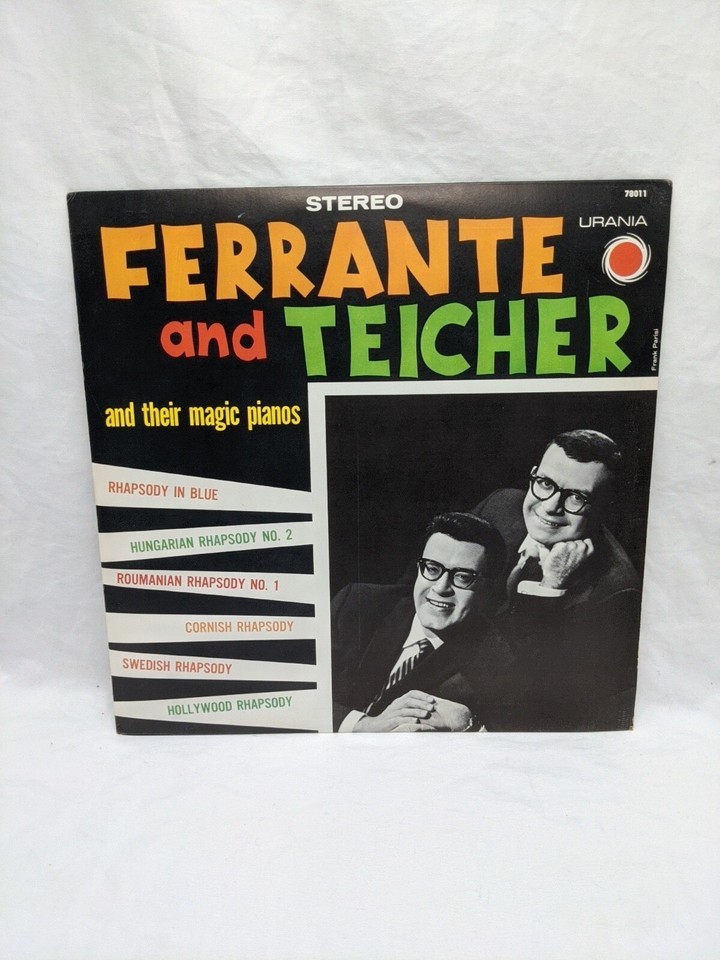 STEREO
78011
URANIA
FERRANTE
and TEICHER
Frank Parisi
and their magic pianos
RHAPSODY IN BLUE
HUNGARIAN RHAPSODY NO. 2
ROUMANIAN RHAPSODY NO. 1
CORNISH RHAPSODY
SWEDISH RHAPSODY
HOLLYWOOD RHAPSODY